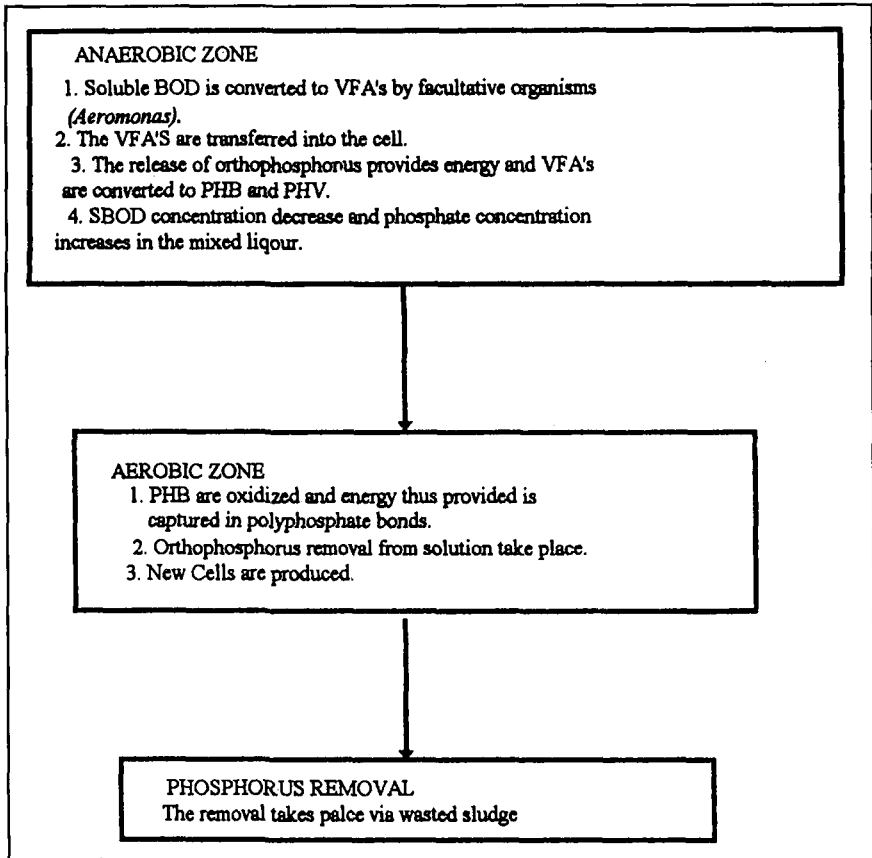 ANAEROBIC ZONE
1. Soluble BOD is converted to VFA's by facultative organisms
(Aeromonas).
2. The VFA'S are transferred into the cell.
3. The release of orthophosphorus provides energy and VFA's
are converted to PHB and PHV.
4. SBOD concentration decrease and phosphate concentration
increases in the mixed liqour.
AEROBIC ZONE
1. PHB are oxidized and energy thus provided is
captured in polyphosphate bonds.
2. Orthophosphorus removal from solution take place.
3. New Cells are produced.
PHOSPHORUS REMOVAL
The removal takes palce via wasted sludge